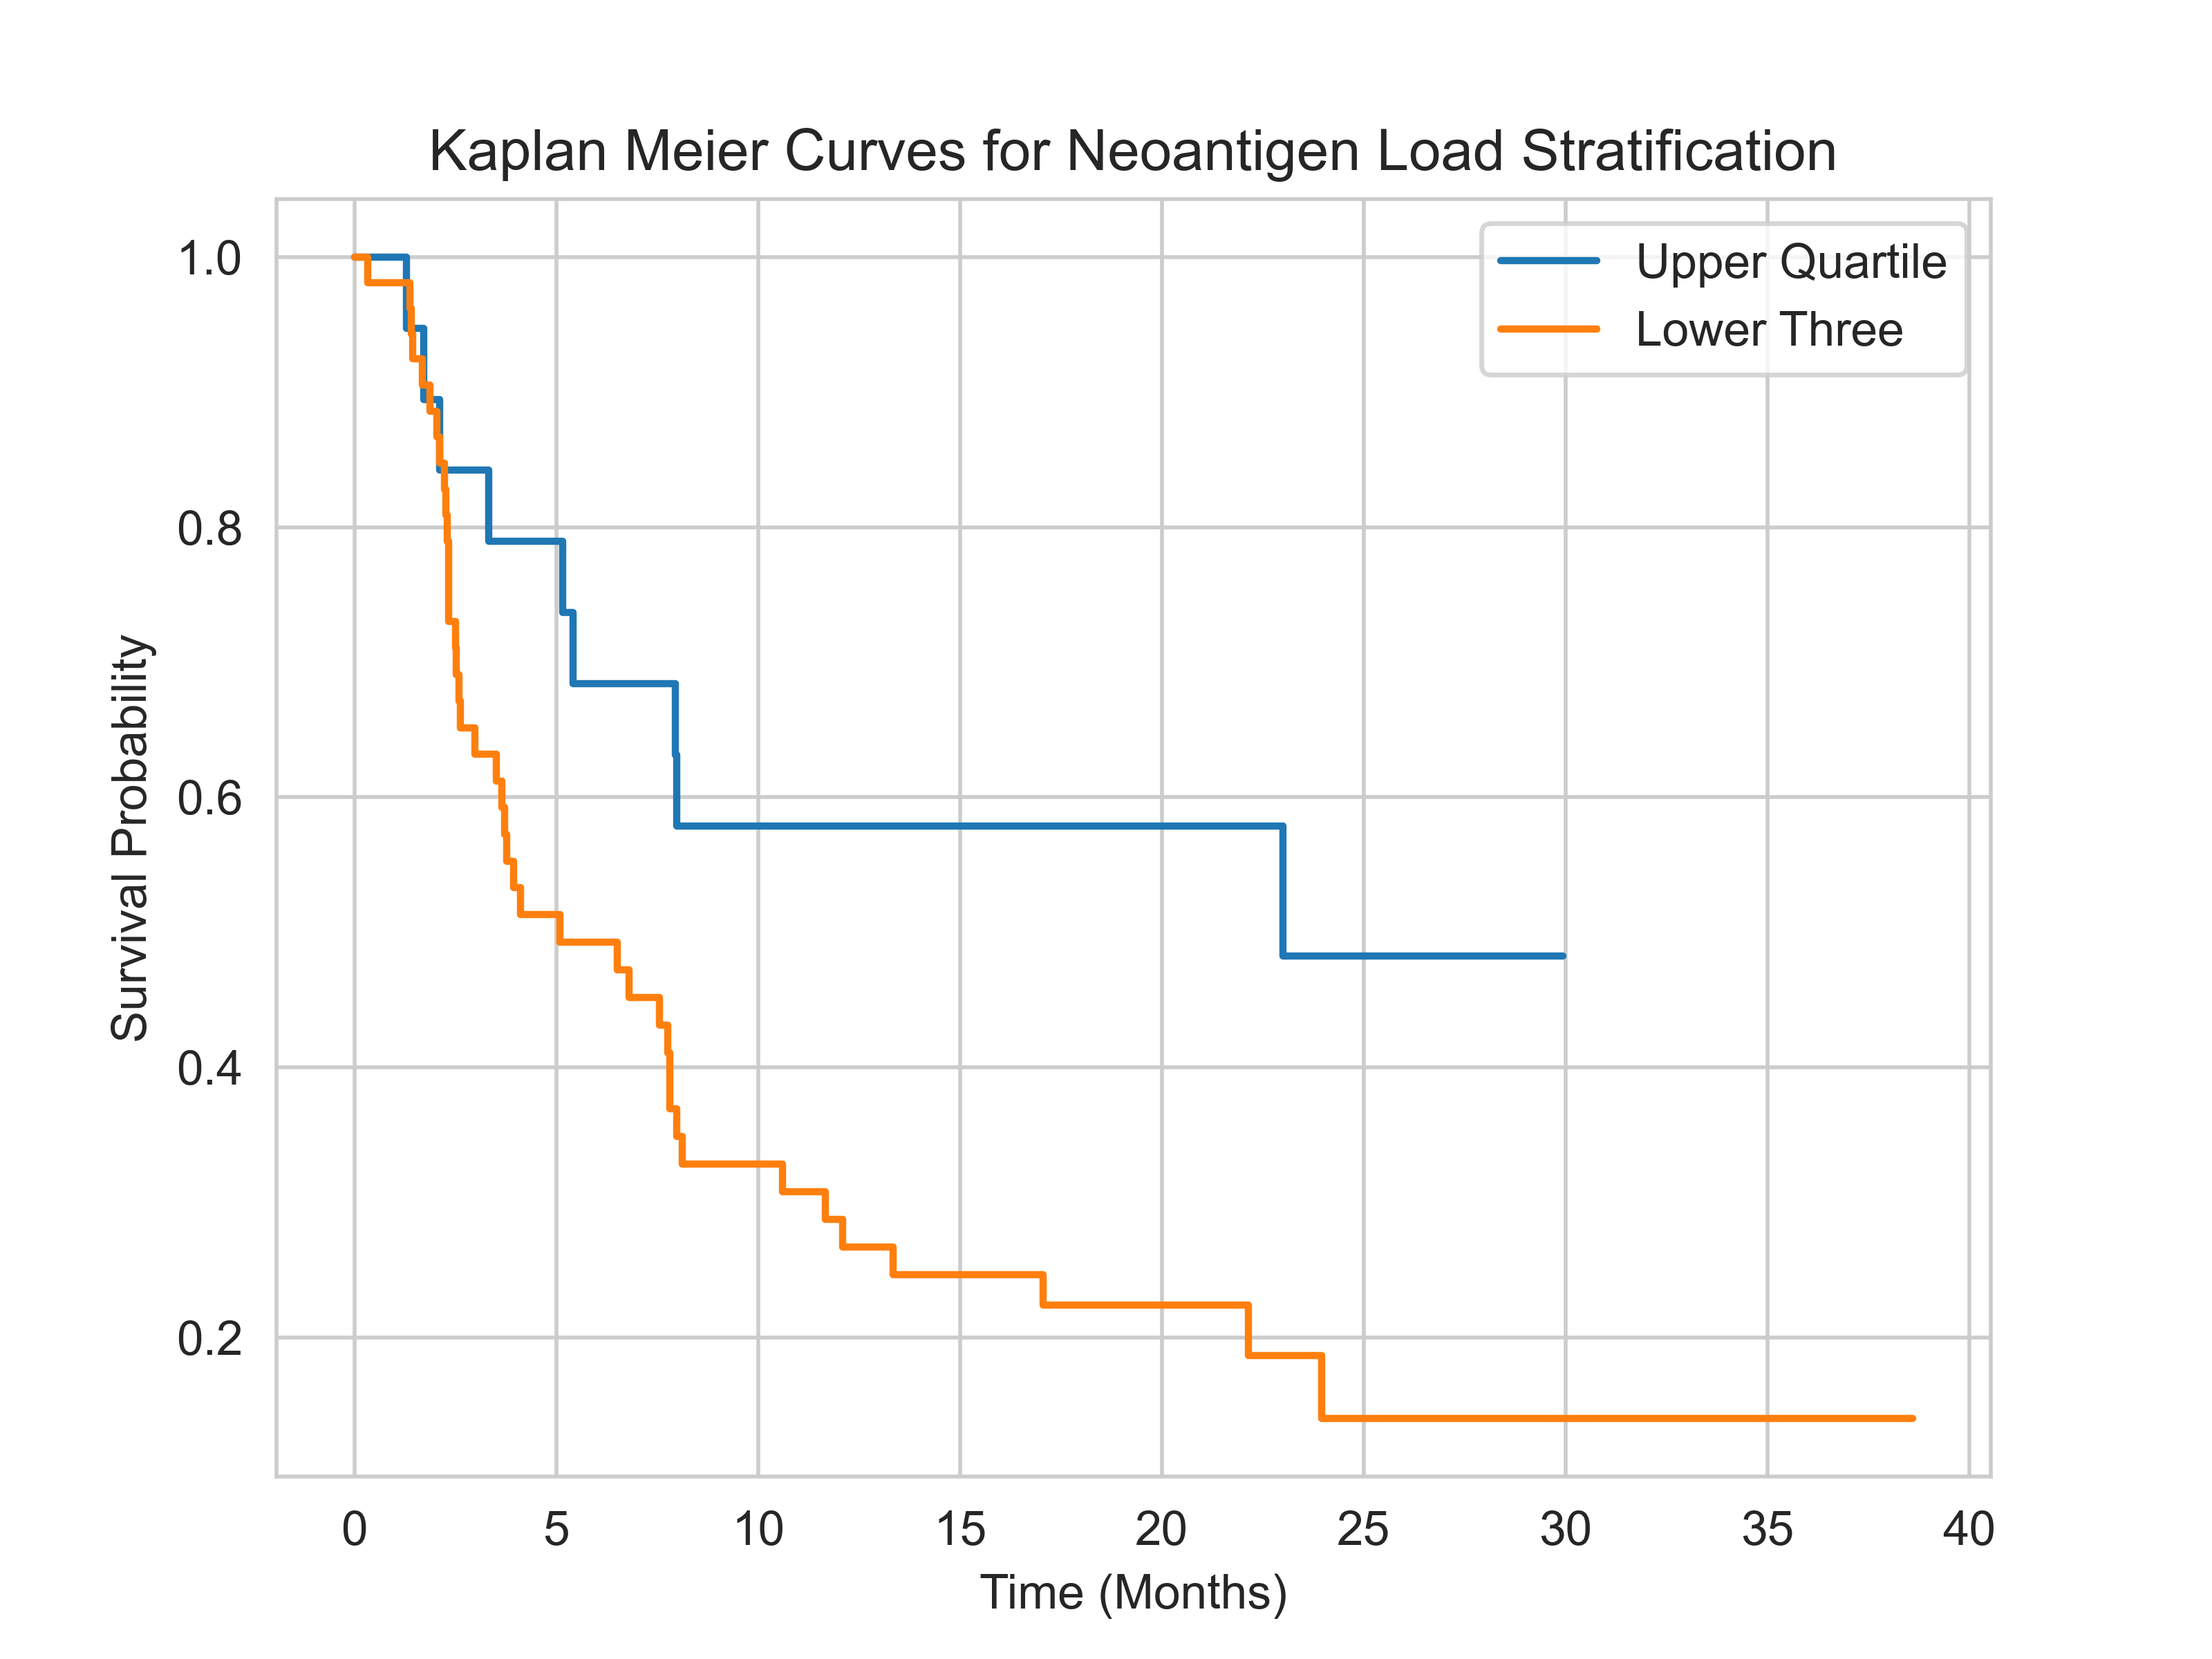 Kaplan Meier Curves for Neoantigen Load Stratification
Upper Quartile
Lower Three
1.0
0.8
0.6
0.4
0.2
Survival Probability
0 5 10 15 20 25 30 35 40
Time (Months)